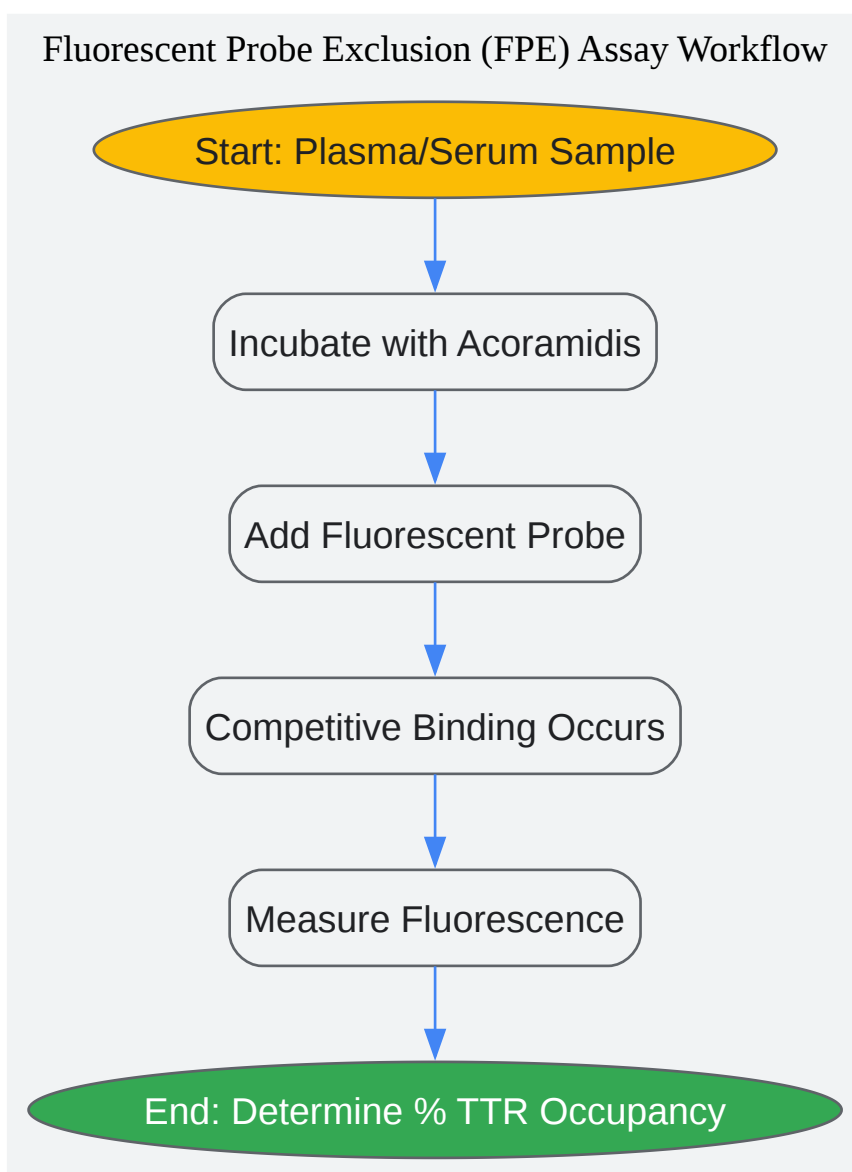 Fluorescent Probe Exclusion (FPE) Assay Workflow
Start: Plasma/Serum Sample
Incubate with Acoramidis
Add Fluorescent Probe
Competitive Binding Occurs
Measure Fluorescence
End: Determine % TTR Occupancy